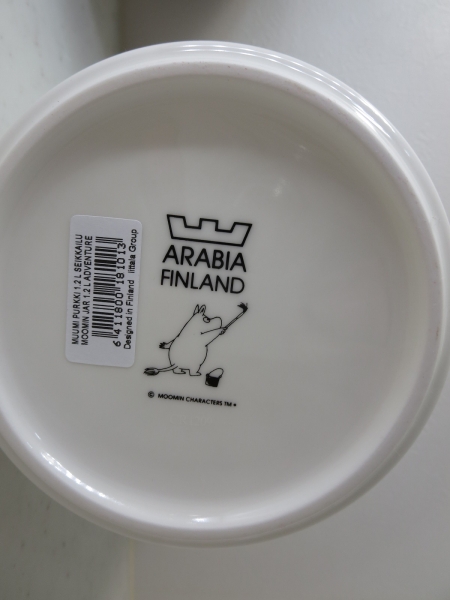 ARABIA
FINLAND
© MOOMIN CHARACTERS TM
MUUMI PURKKI 1.2 L SEIKKAILU
MOOMIN JAR 1.2 L ADVENTURE
6 411800 181013
Designed in Finland iittala Group